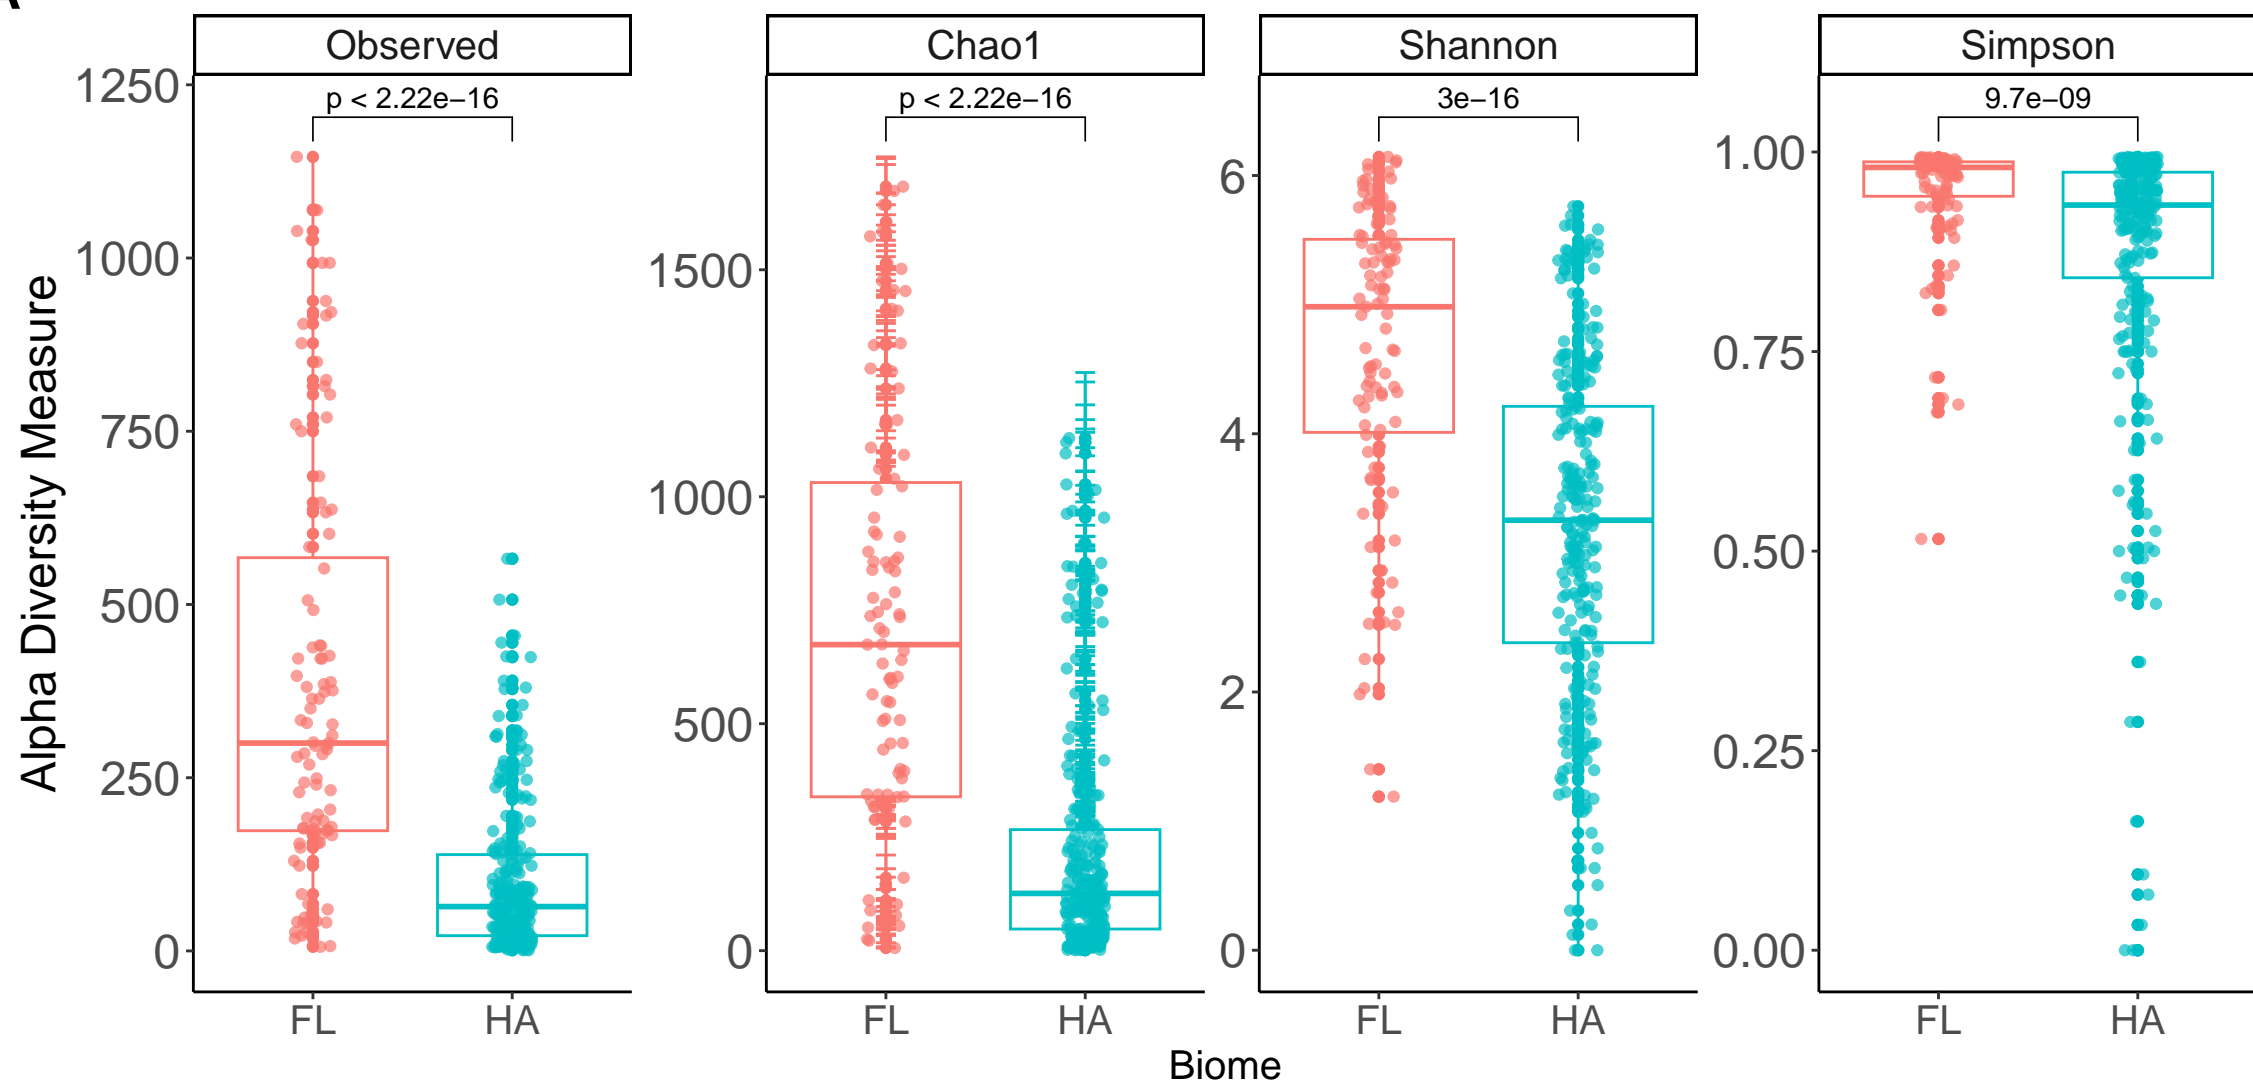 Observed
Chao1
Shannon
Simpson
p < 2.22e−16
p < 2.22e−16
3e−16
9.7e−09
Alpha Diversity Measure
1250
1000
750
500
250
0
1500
1000
500
0
6
4
2
0
1.00
0.75
0.50
0.25
0.00
FL
HA
FL
HA
FL
HA
FL
HA
Biome